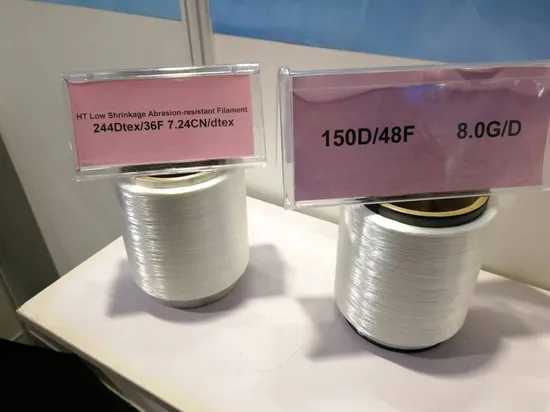 HT Low Shrinkage Abrasion-resistant Filament
244Dtex/36F 7.24CN/dtex
150D/48F 8.0G/D